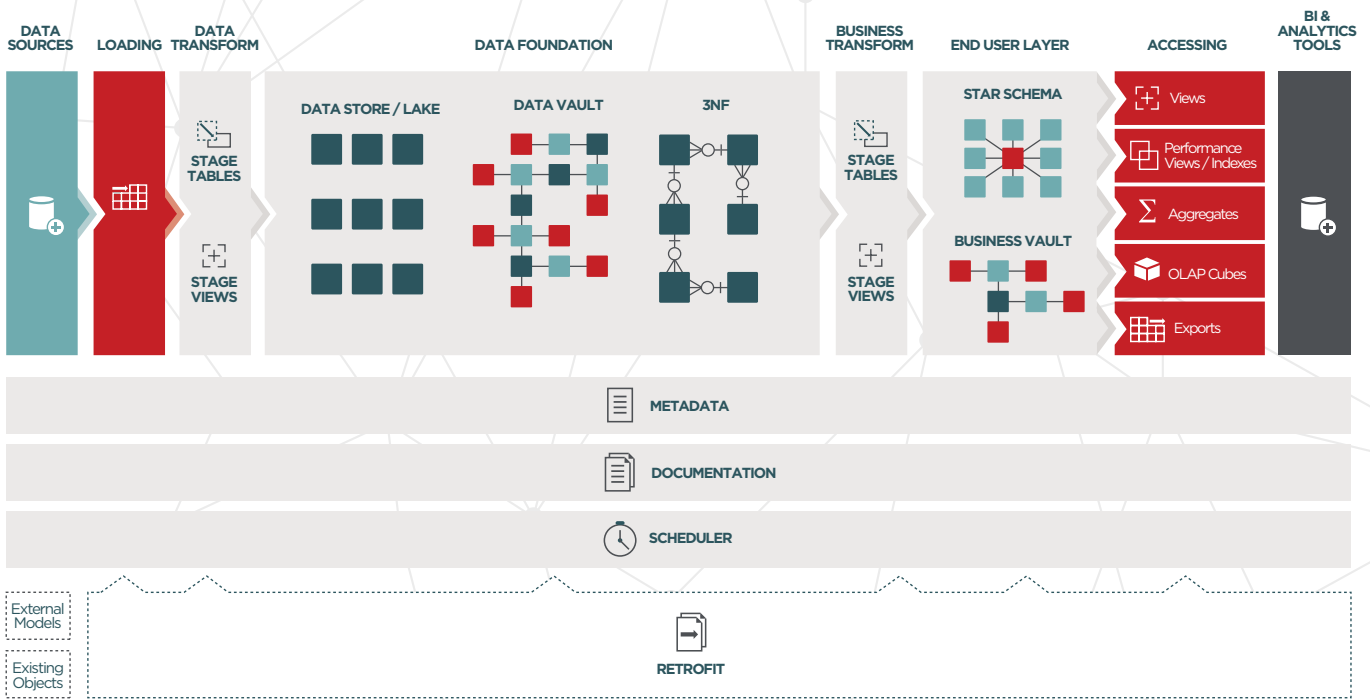 DATA
SOURCES
LOADING
DATA
TRANSFORM
DATA FOUNDATION
BUSINESS
TRANSFORM
END USER LAYER
ACCESSING
BI &
ANALYTICS
TOOLS
STAGE
TABLES
STAGE
VIEWS
DATA STORE / LAKE
DATA VAULT
3NF
STAGE
TABLES
STAGE
VIEWS
STAR SCHEMA
BUSINESS VAULT
Views
Performance
Views / Indexes
Σ Aggregates
OLAP Cubes
Exports
METADATA
DOCUMENTATION
SCHEDULER
External
Models
Existing
Objects
RETROFIT